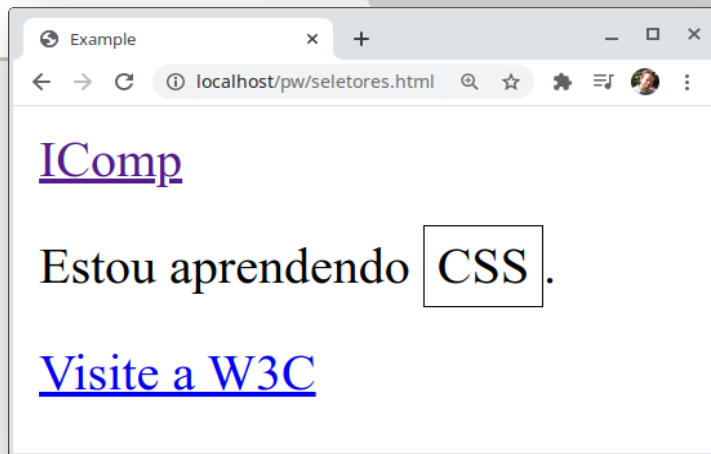 Example
localhost/pw/seletores.html
IComp
Estou aprendendo CSS.
Visite a W3C